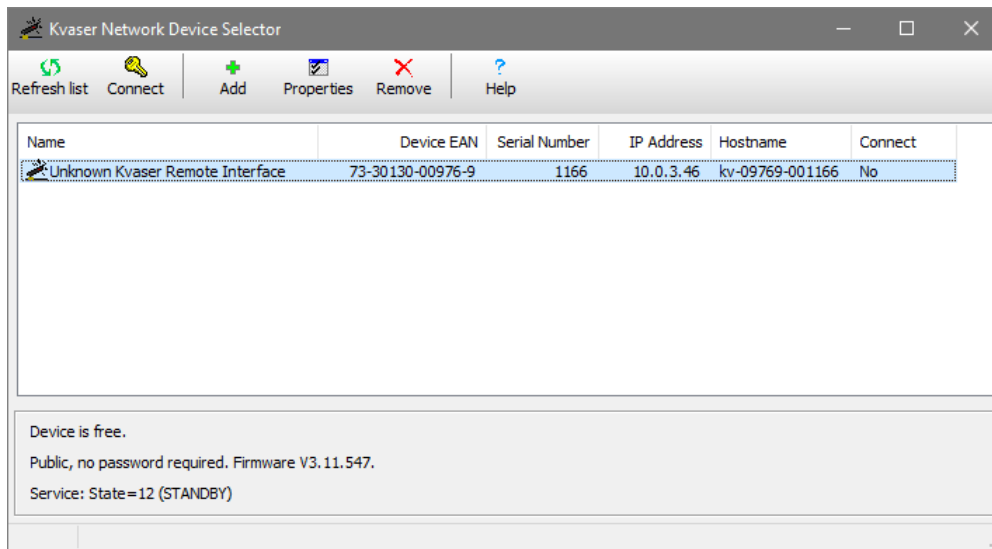 Kvaser Network Device Selector
Refresh list Connect Add Properties Remove Help
Name Device EAN Serial Number IP Address Hostname Connect
Unknown Kvaser Remote Interface 73-30130-00976-9 1166 10.0.3.46 kv-09769-001166 No
Device is free.
Public, no password required. Firmware V3.11.547.
Service: State=12 (STANDBY)